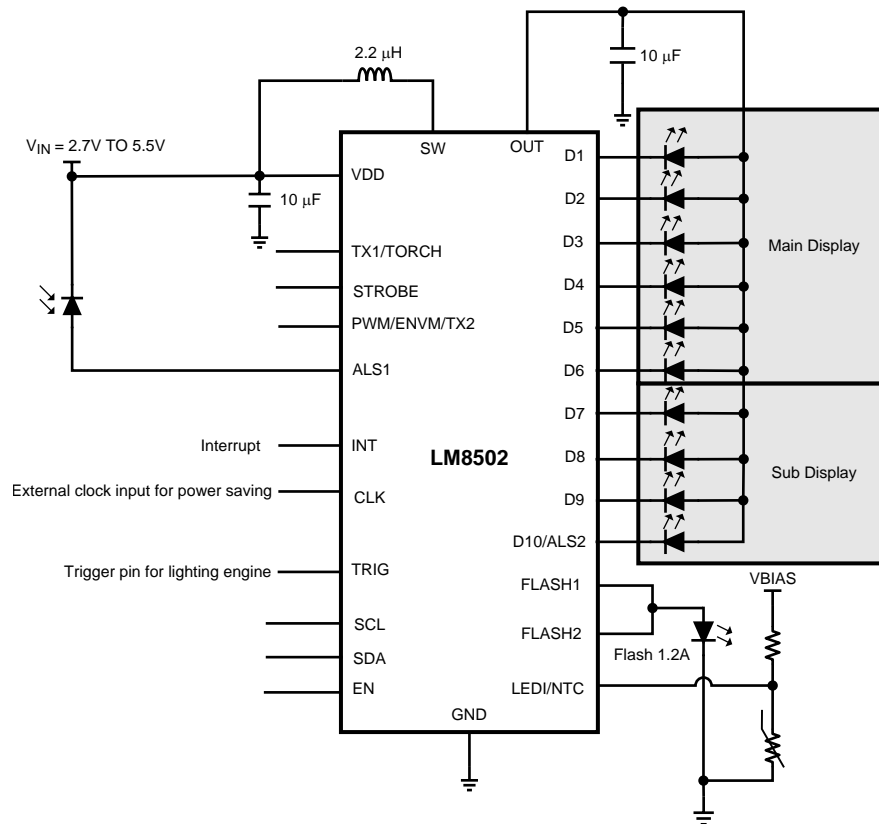 2.2 μH
10 μF
V_IN = 2.7V TO 5.5V
SW
OUT
VDD
10 μF
TX1/TORCH
STROBE
PWM/ENVM/TX2
ALS1
Interrupt
INT
External clock input for power saving
CLK
Trigger pin for lighting engine
TRIG
SCL
SDA
EN
GND
LM8502
D1
D2
D3
D4
D5
D6
D7
D8
D9
D10/ALS2
FLASH1
FLASH2
LEDI/NTC
Main Display
Sub Display
VBIAS
Flash 1.2A